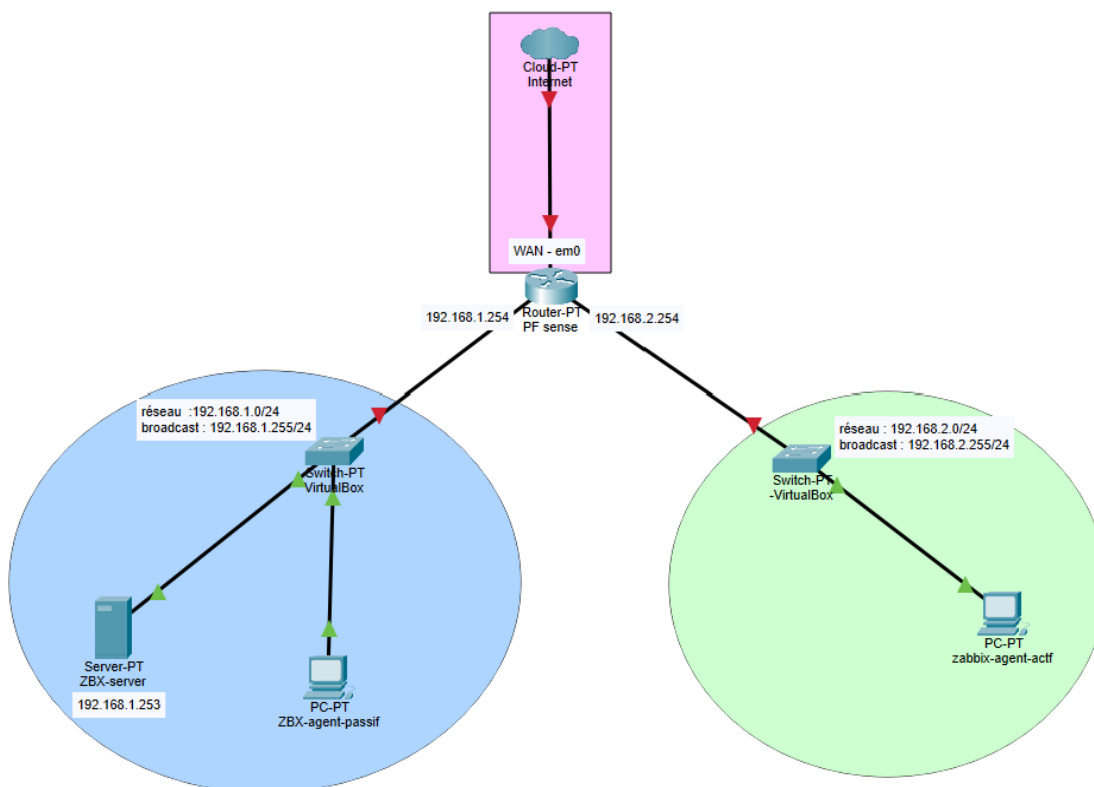 Cloud-PT
Internet
WAN - em0
Router-PT
PF sense
192.168.1.254
192.168.2.254
réseau :192.168.1.0/24
broadcast : 192.168.1.255/24
Switch-PT
VirtualBox
Server-PT
ZBX-server
192.168.1.253
PC-PT
ZBX-agent-passif
réseau : 192.168.2.0/24
broadcast : 192.168.2.255/24
Switch-PT
-VirtualBox
PC-PT
zabbix-agent-actf